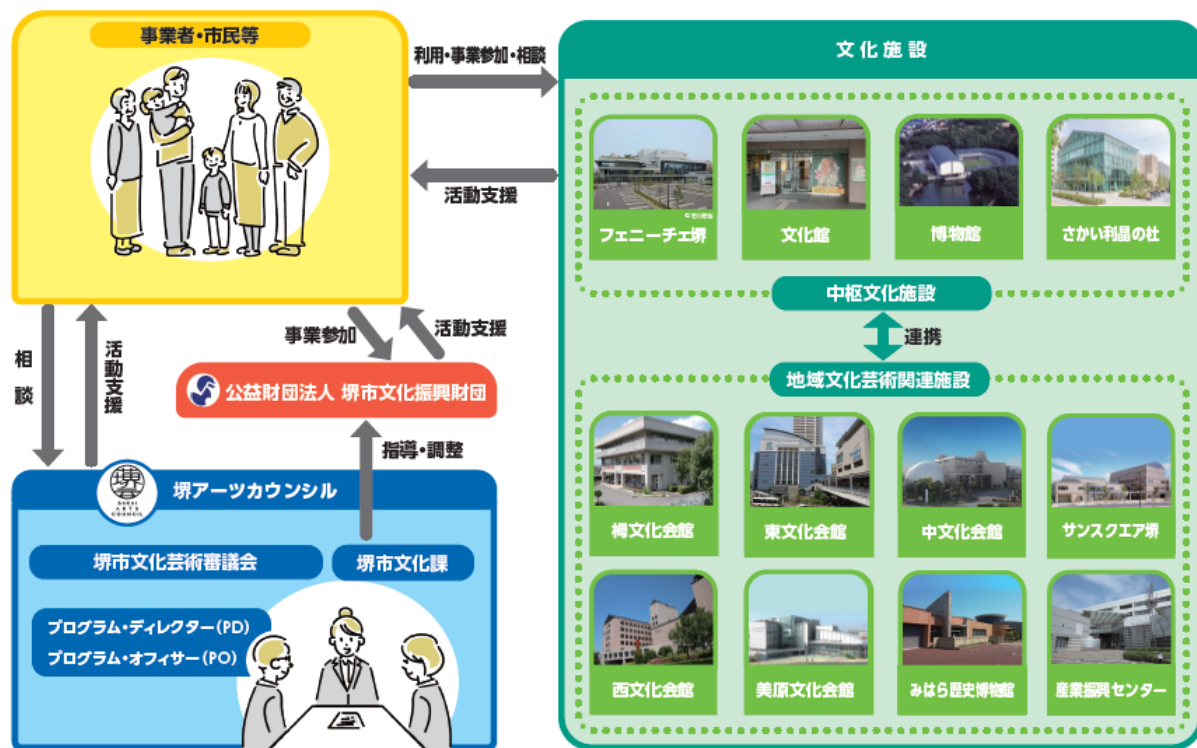 事業者・市民等
利用・事業参加・相談
活動支援
文化施設
フェニーチェ堺
文化館
博物館
さかい利晶の杜
中枢文化施設
連携
地域文化芸術関連施設
栂文化会館
東文化会館
中文化会館
サンスクエア堺
西文化会館
美原文化会館
みはら歴史博物館
産業振興センター
相談
活動支援
事業参加
活動支援
公益財団法人 堺市文化振興財団
指導・調整
堺
SAKAI
ARTS
COUNCIL
堺アーツカウンシル
堺市文化芸術審議会
堺市文化課
プログラム・ディレクター(PD)
プログラム・オフィサー(PO)